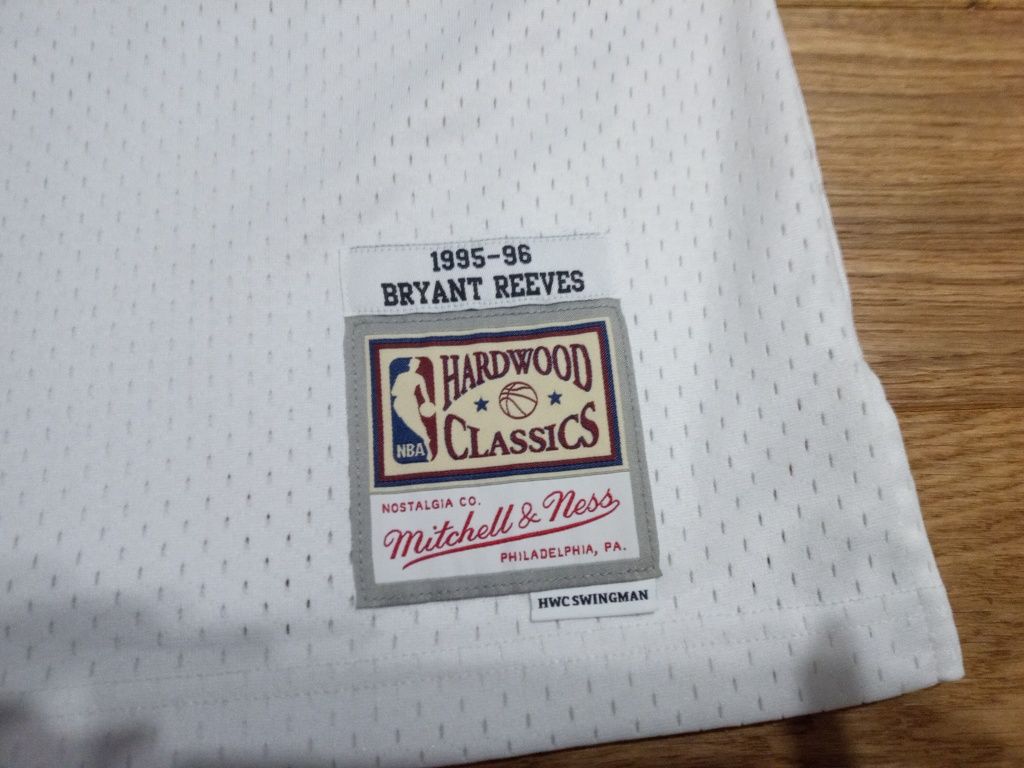 1995-96
BRYANT REEVES
HARDWOOD
CLASSICS
NBA
NOSTALGIA CO.
Mitchell & Ness
PHILADELPHIA, PA.
HWC SWINGMAN